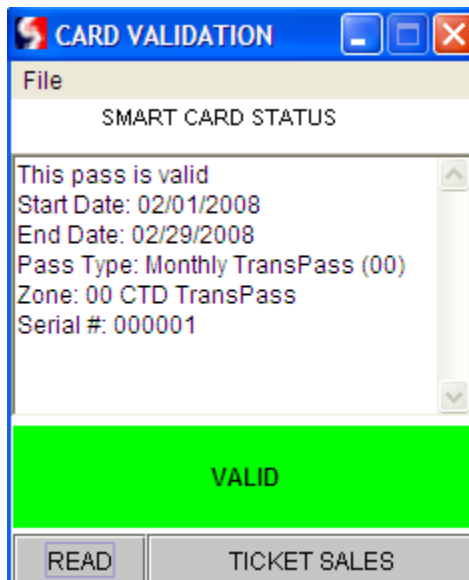 CARD VALIDATION
File
SMART CARD STATUS
This pass is valid
Start Date: 02/01/2008
End Date: 02/29/2008
Pass Type: Monthly TransPass (00)
Zone: 00 CTD TransPass
Serial #: 000001
VALID
READ TICKET SALES